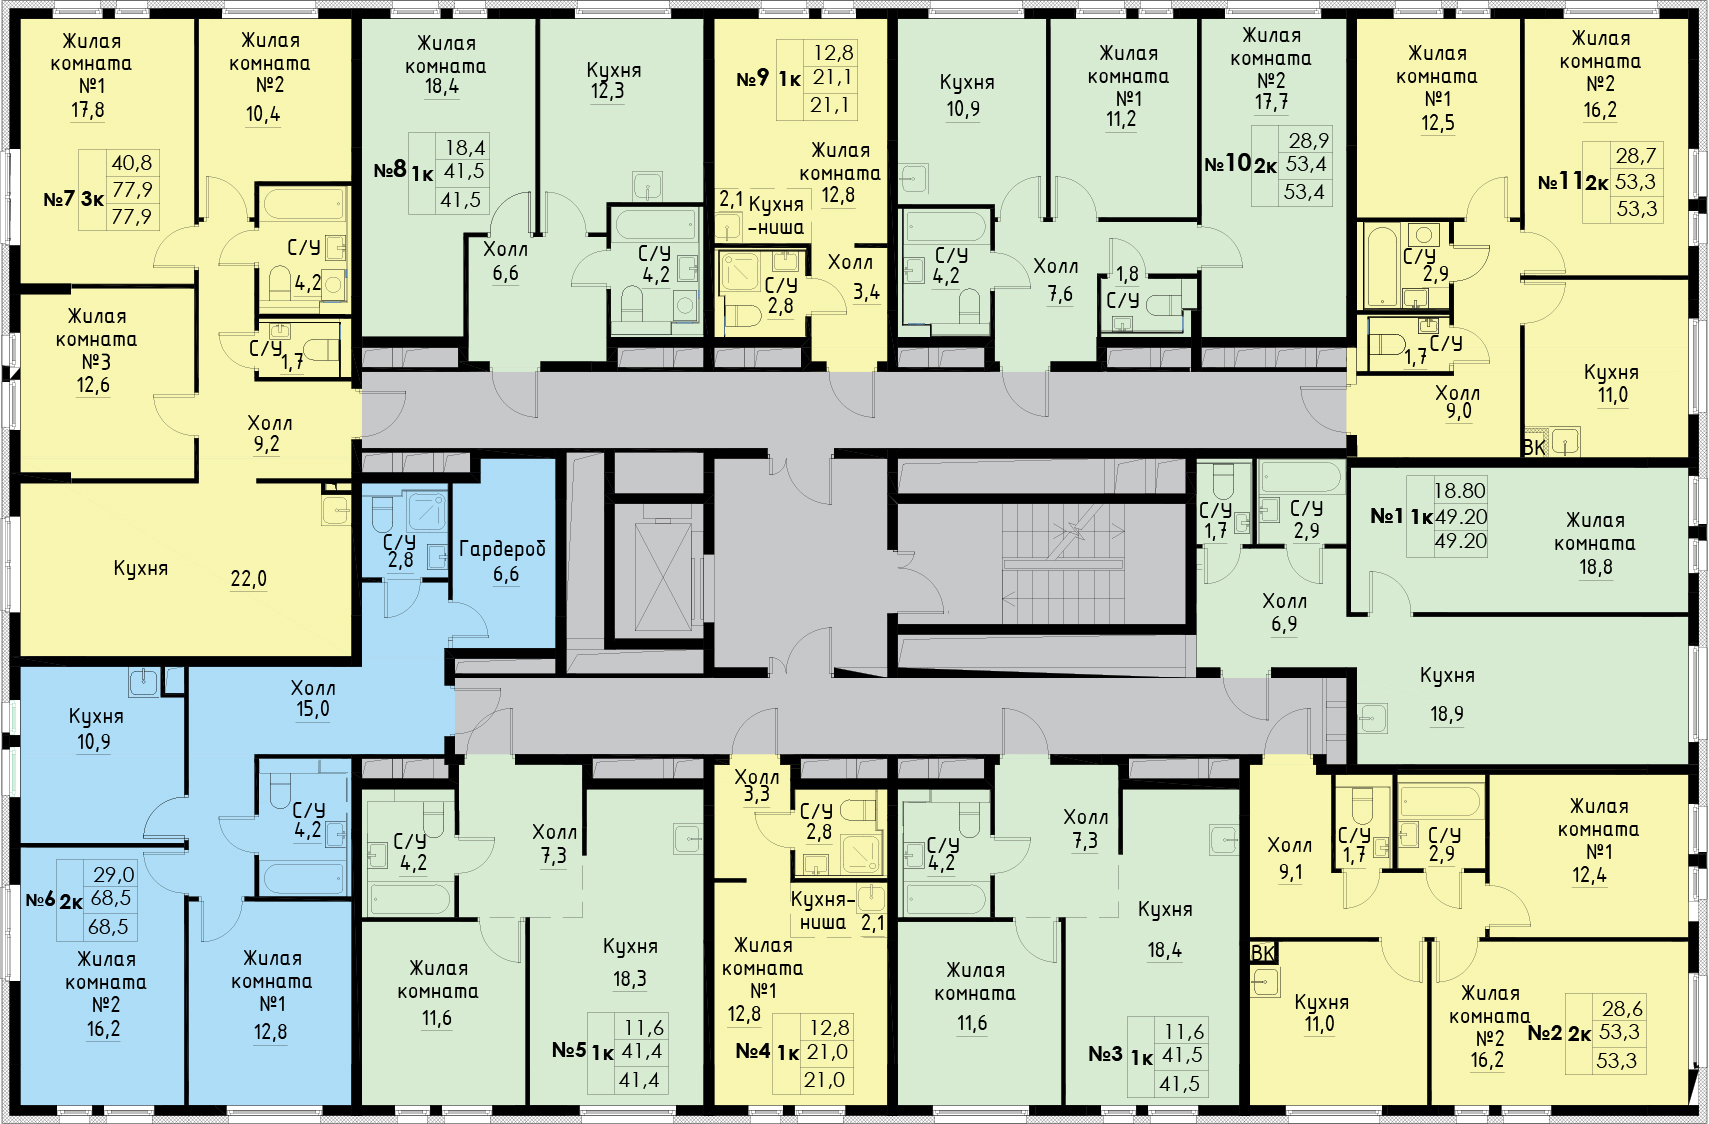 Жилая
комната
№1
17,8
№7 3к
40,8
77,9
77,9
Жилая
комната
№2
10,4
С/У
4,2
Жилая
комната
№3
12,6
С/У
1,7
Холл
9,2
Кухня
22,0
Жилая
комната
18,4
№8 1к
18,4
41,5
41,5
Кухня
12,3
Холл
6,6
С/У
4,2
№9 1к
12,8
21,1
21,1
Жилая
комната
12,8
2,1
Кухня
-ниша
С/У
2,8
Холл
3,4
Кухня
10,9
Жилая
комната
№1
11,2
Жилая
комната
№2
17,7
№10 2к
28,9
53,4
53,4
С/У
4,2
Холл
7,6
1,8
С/У
Жилая
комната
№1
12,5
Жилая
комната
№2
16,2
№11 2к
28,7
53,3
53,3
С/У
2,9
С/У
1,7
Холл
9,0
Кухня
11,0
ВК
С/У
2,8
Гардероб
6,6
Холл
15,0
Кухня
10,9
С/У
4,2
№6 2к
29,0
68,5
68,5
Жилая
комната
№2
16,2
Жилая
комната
№1
12,8
С/У
1,7
С/У
2,9
№1 1к
18.80
49.20
49.20
Жилая
комната
18,8
Холл
6,9
Кухня
18,9
С/У
4,2
Холл
7,3
Жилая
комната
11,6
Кухня
18,3
№5 1к
11,6
41,4
41,4
Холл
3,3
С/У
2,8
Кухня-
ниша
2,1
Жилая
комната
№1
12,8
№4 1к
12,8
21,0
21,0
С/У
4,2
Холл
7,3
Жилая
комната
11,6
Кухня
18,4
№3 1к
11,6
41,5
41,5
Холл
9,1
С/У
1,7
С/У
2,9
Жилая
комната
№1
12,4
ВК
Кухня
11,0
Жилая
комната
№2
16,2
№2 2к
28,6
53,3
53,3